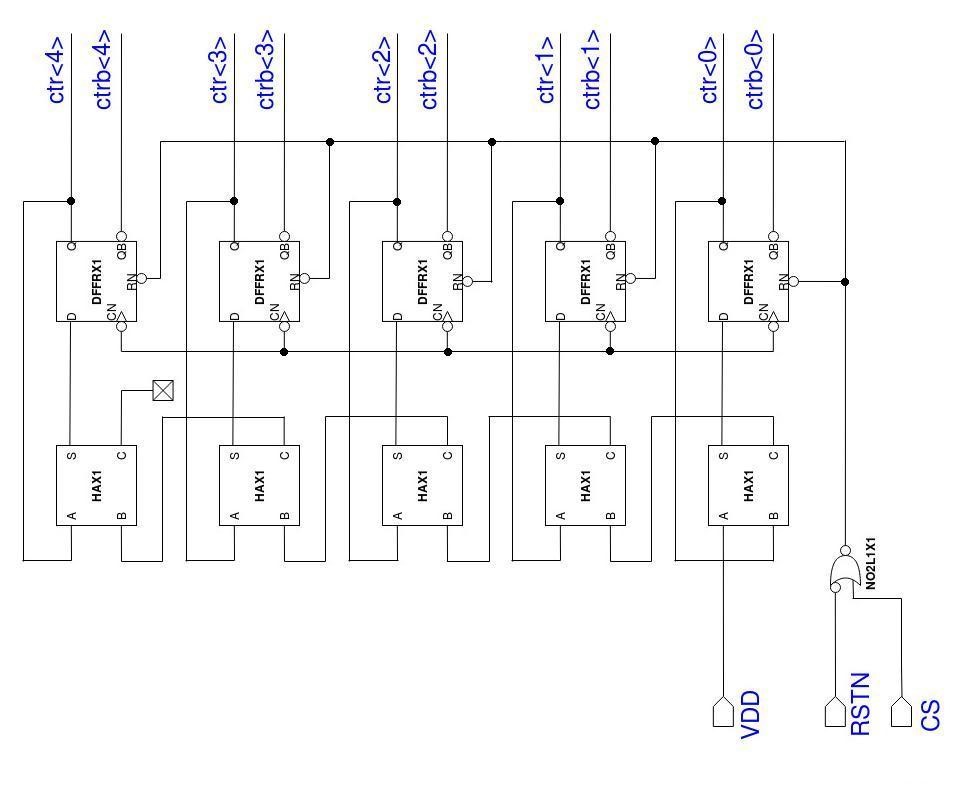 ctr<4>
ctrb<4>
ctr<3>
ctrb<3>
ctr<2>
ctrb<2>
ctr<1>
ctrb<1>
ctr<0>
ctrb<0>
Q
QB
DFFRX1
RN
D
CN
Q
QB
DFFRX1
RN
D
CN
Q
QB
DFFRX1
RN
D
CN
Q
QB
DFFRX1
RN
D
CN
Q
QB
DFFRX1
RN
D
CN
S
C
HAX1
A
B
S
C
HAX1
A
B
S
C
HAX1
A
B
S
C
HAX1
A
B
S
C
HAX1
A
B
NO2L1X1
VDD
RSTN
CS